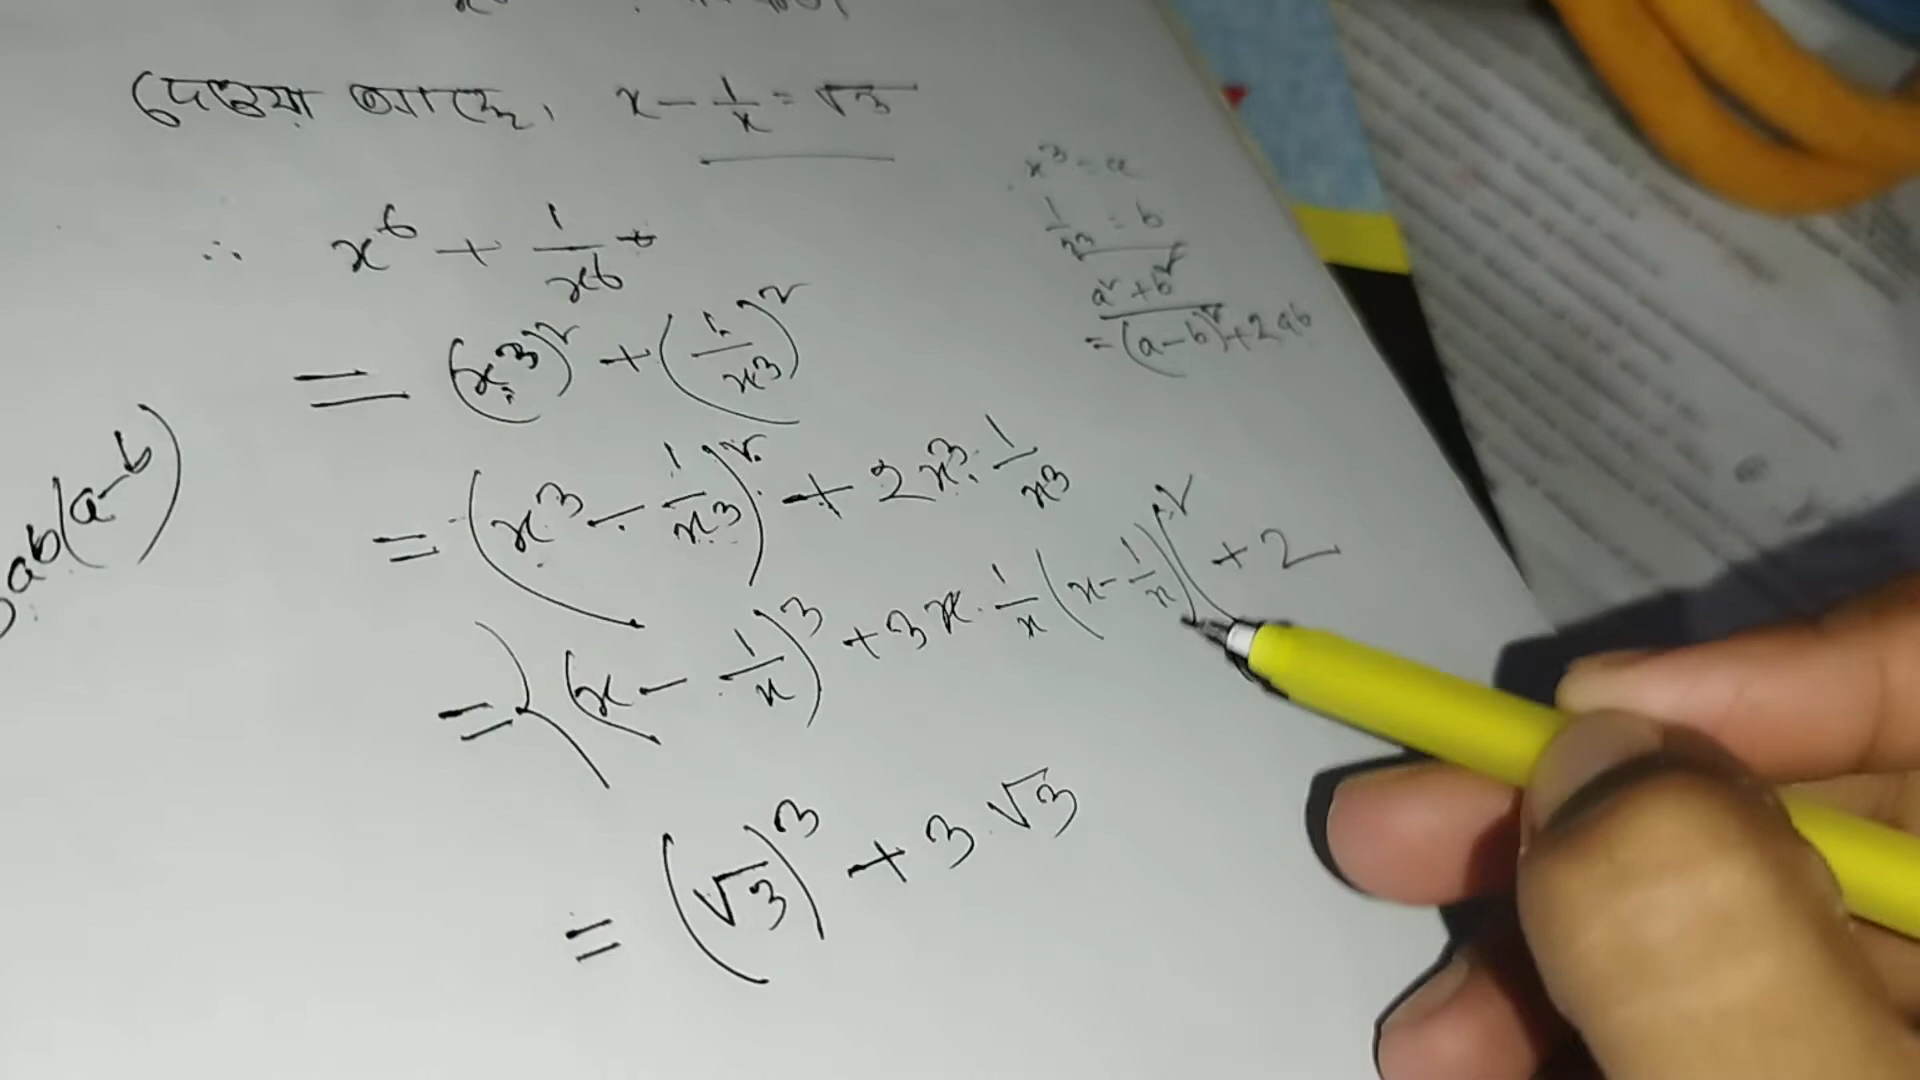 দেওয়া আছে, x - 1/x = √3
∴ x⁶ + 1/x⁶
= (x³)² + (1/x³)²
= (x³ - 1/x³)² + 2x³ · 1/x³
= {(x - 1/x)³ + 3x · 1/x (x - 1/x)}² + 2
= (√3)³ + 3 · √3
x³ = a
1/x³ = b
a² + b²
= (a-b)² + 2ab
ab(a-b)